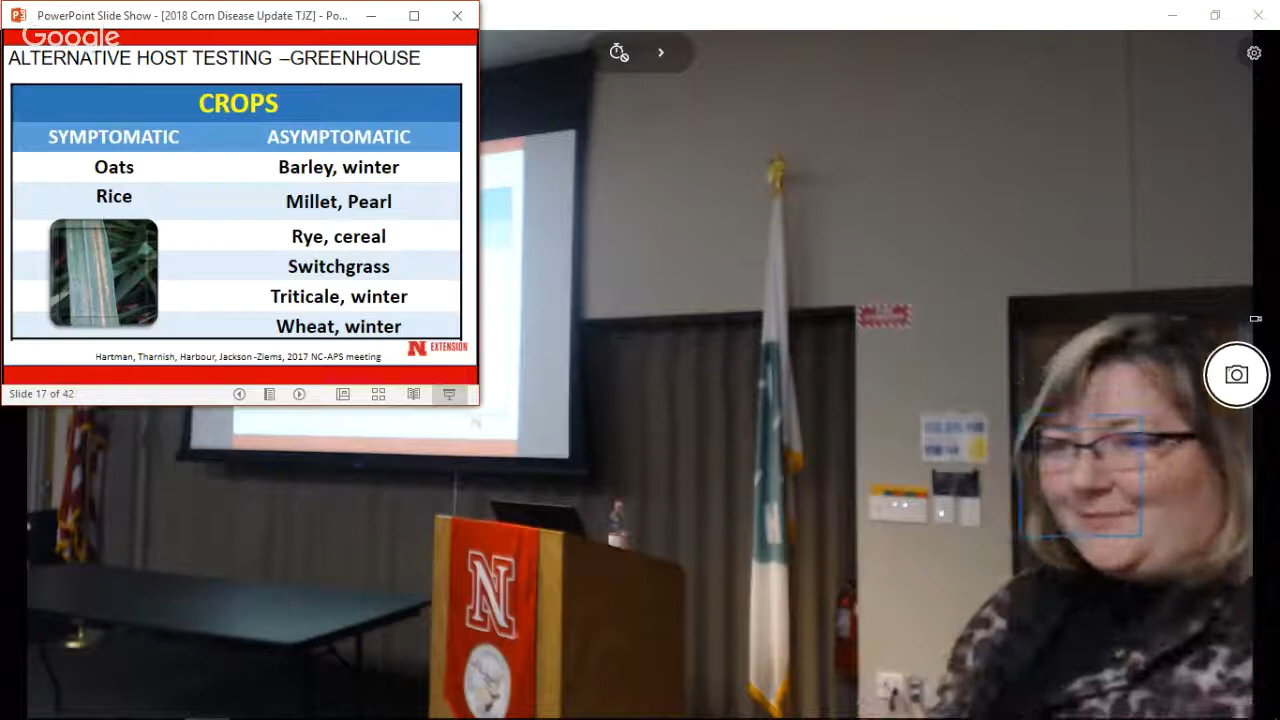 PowerPoint Slide Show - [2018 Corn Disease Update TJZ] - Po...
Google
ALTERNATIVE HOST TESTING –GREENHOUSE
CROPS
SYMPTOMATIC ASYMPTOMATIC
Oats Barley, winter
Rice Millet, Pearl
Rye, cereal
Switchgrass
Triticale, winter
Wheat, winter
Hartman, Tharnish, Harbour, Jackson -Ziems, 2017 NC-APS meeting
N EXTENSION
Slide 17 of 42
N